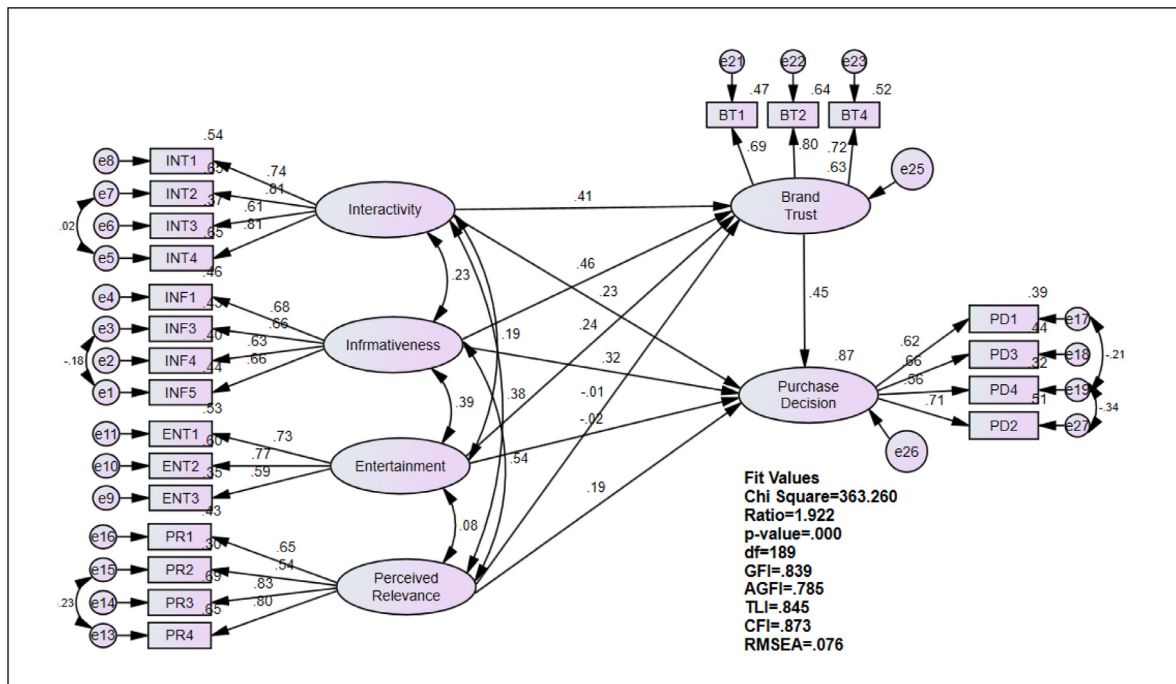 e21
e22
e23
.47
.64
.52
BT1
BT2
BT4
.69
.80
.72
.63
Brand
Trust
e25
.54
e8
INT1
.65
.74
e7
INT2
.81
.37
.61
e6
INT3
.65
.81
e5
INT4
.02
Interactivity
.41
.46
e4
INF1
.43
.68
e3
INF3
.66
.40
.63
e2
INF4
.44
.66
e1
INF5
-.18
Infrmativeness
.23
.46
.23
.19
.24
.32
.38
-.01
-.02
.54
.39
.45
.53
e11
ENT1
.60
.73
e10
ENT2
.77
.35
.59
e9
ENT3
Entertainment
.08
.19
.43
e16
PR1
.30
.65
e15
PR2
.54
.69
.83
e14
PR3
.65
.80
e13
PR4
.23
Perceived
Relevance
.87
Purchase
Decision
e26
.39
PD1
e17
.44
.62
PD3
e18
.66
.32
.56
PD4
e19
.51
.71
PD2
e27
-.21
-.34
Fit Values
Chi Square=363.260
Ratio=1.922
p-value=.000
df=189
GFI=.839
AGFI=.785
TLI=.845
CFI=.873
RMSEA=.076